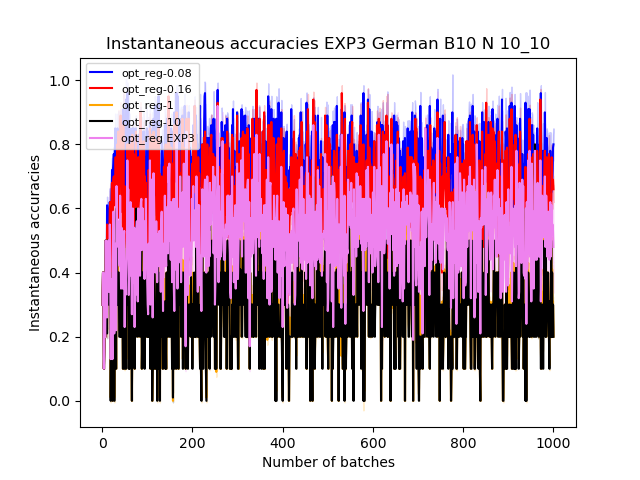 Instantaneous accuracies EXP3 German B10 N 10_10
opt_reg-0.08
opt_reg-0.16
opt_reg-1
opt_reg-10
opt_reg EXP3
1.0
0.8
0.6
0.4
0.2
0.0
Instantaneous accuracies
0 200 400 600 800 1000
Number of batches